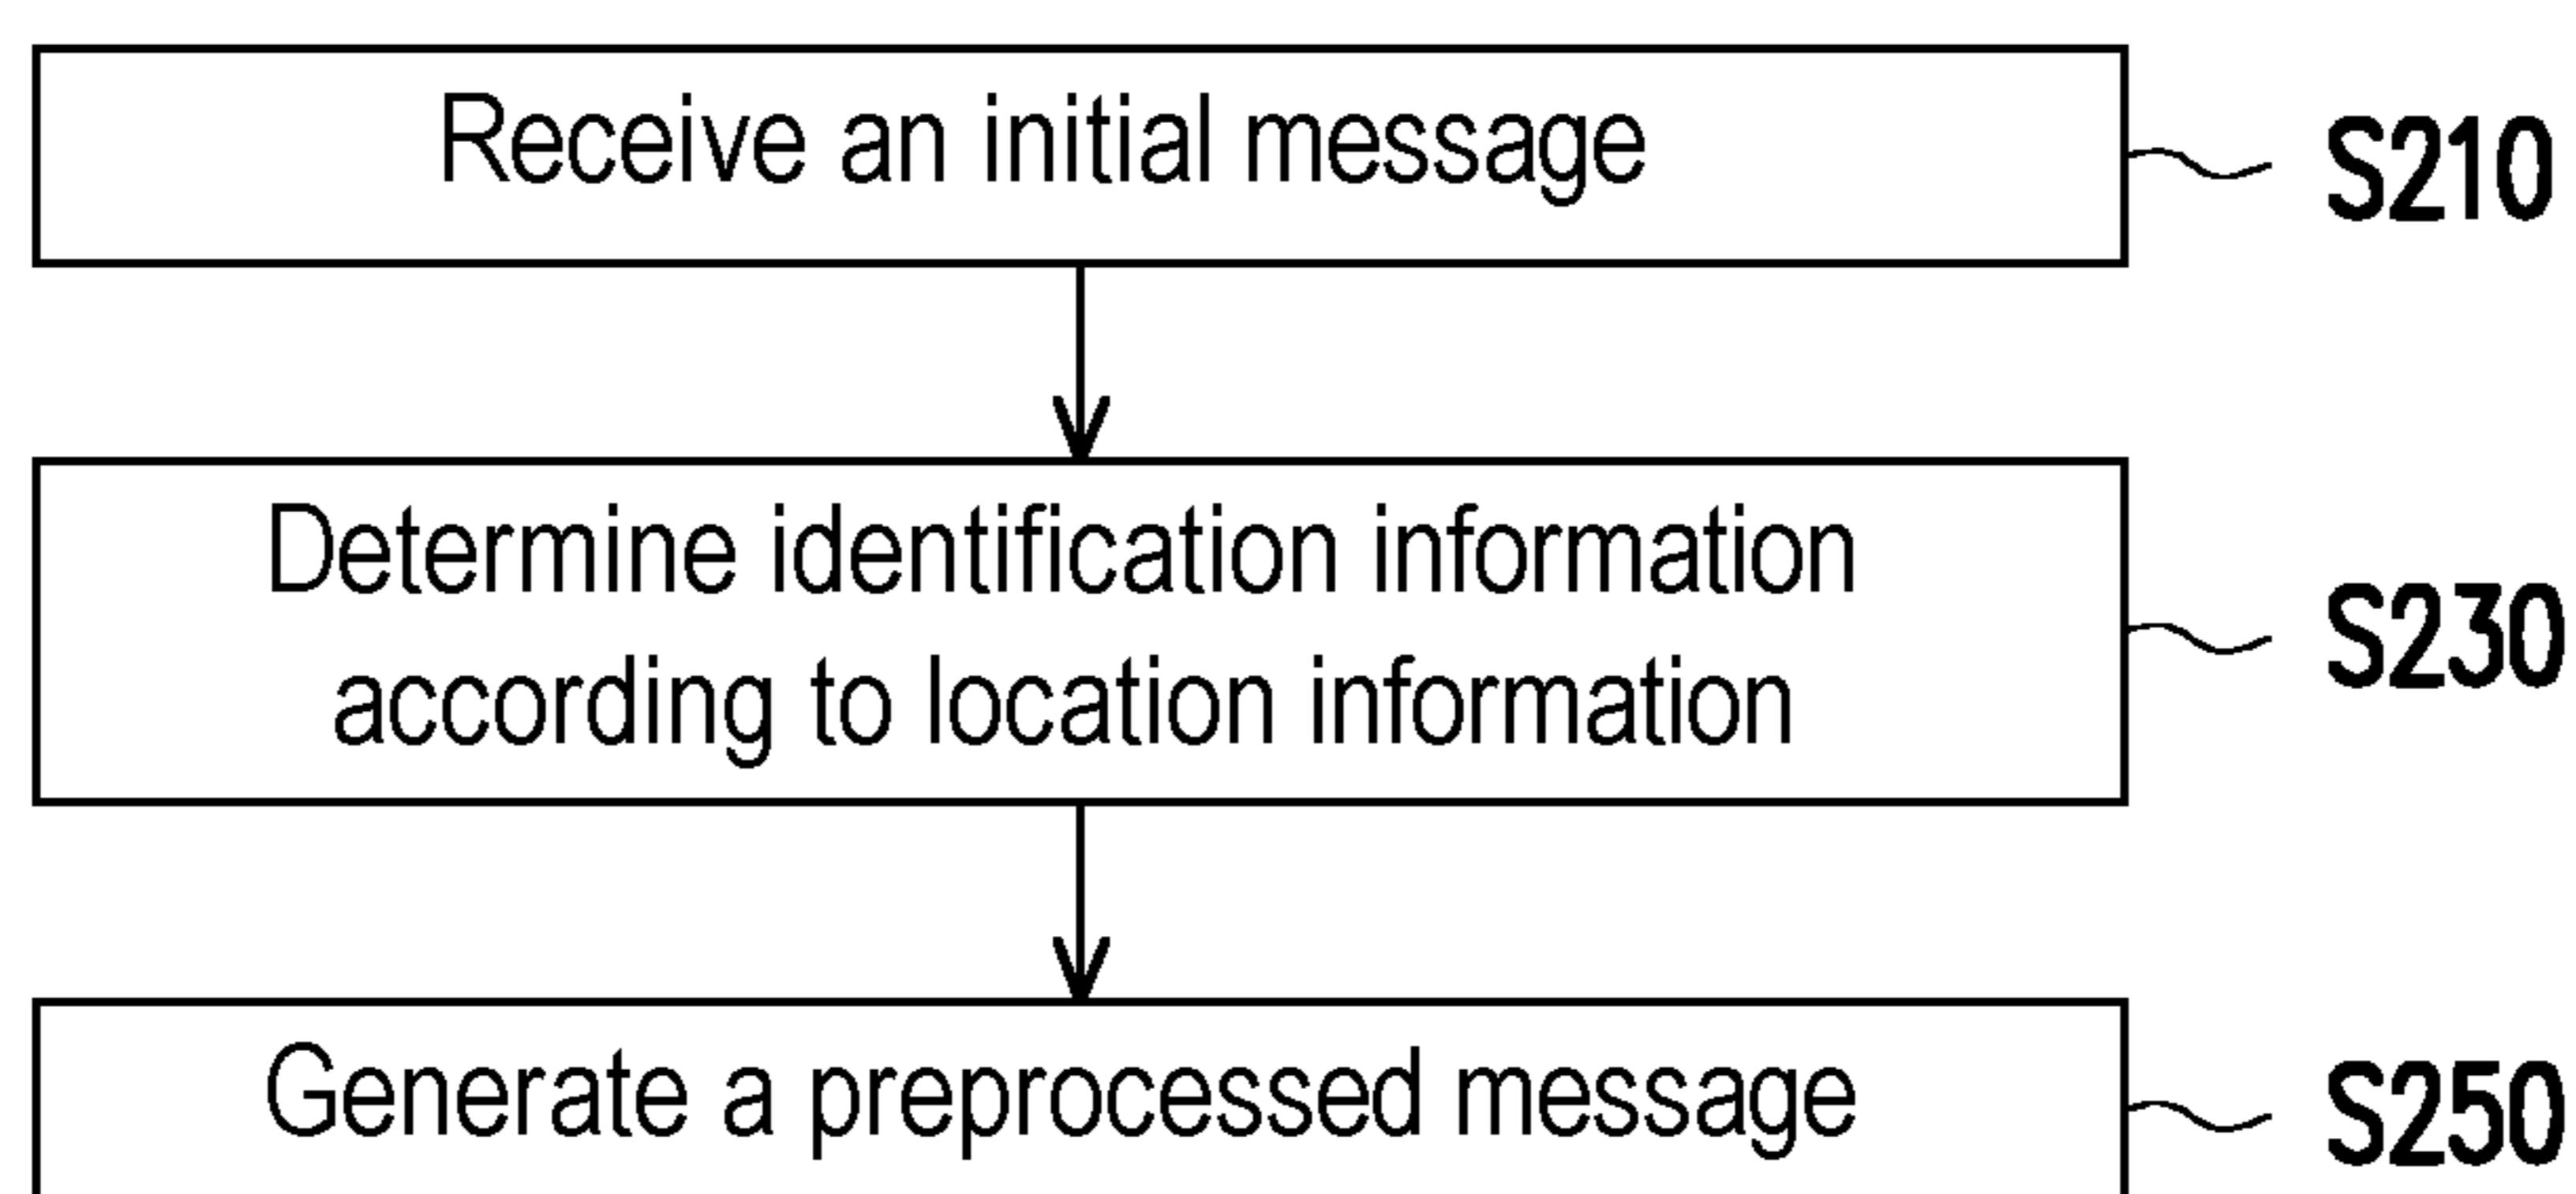 Receive an initial message
S210
Determine identification information
according to location information
S230
Generate a preprocessed message
S250